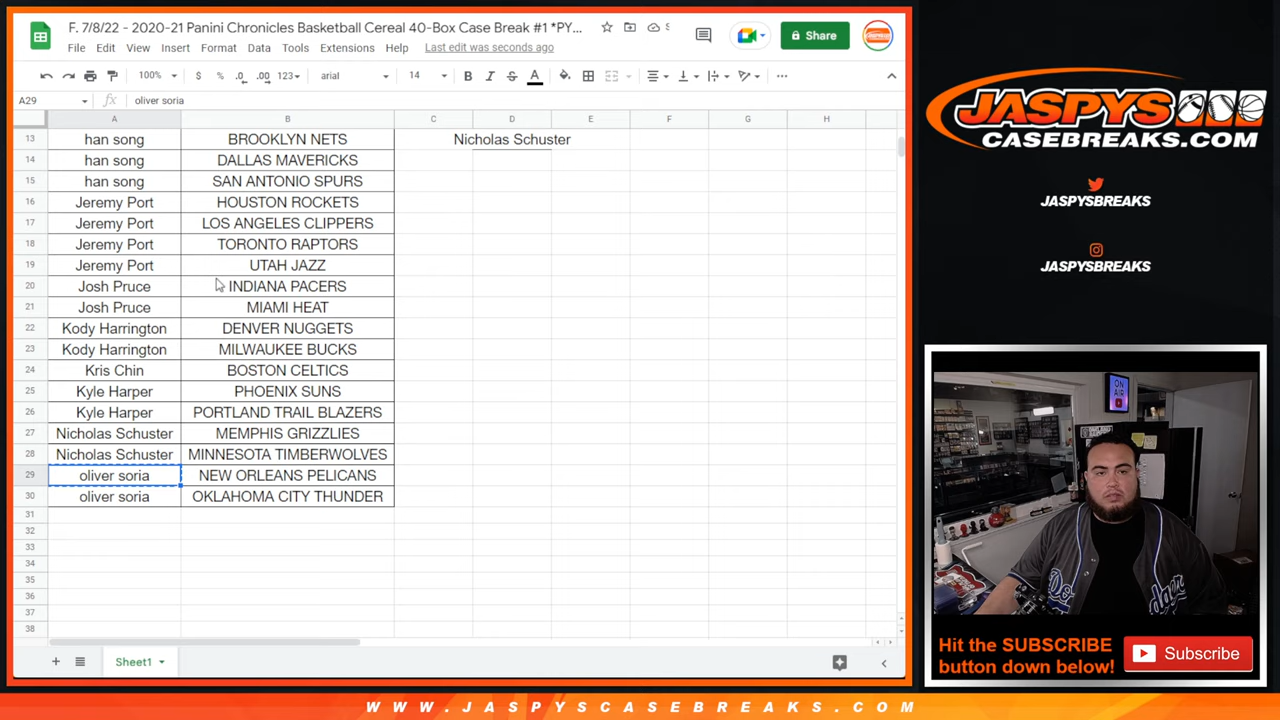 F. 7/8/22 - 2020-21 Panini Chronicles Basketball Cereal 40-Box Case Break #1 *PY...
File Edit View Insert Format Data Tools Extensions Help Last edit was seconds ago
Share
100% $ % .0 .00 123 arial 14 B I S A
A29 fx oliver soria
A B C D E F G H
13 han song BROOKLYN NETS Nicholas Schuster
14 han song DALLAS MAVERICKS
15 han song SAN ANTONIO SPURS
16 Jeremy Port HOUSTON ROCKETS
17 Jeremy Port LOS ANGELES CLIPPERS
18 Jeremy Port TORONTO RAPTORS
19 Jeremy Port UTAH JAZZ
20 Josh Pruce INDIANA PACERS
21 Josh Pruce MIAMI HEAT
22 Kody Harrington DENVER NUGGETS
23 Kody Harrington MILWAUKEE BUCKS
24 Kris Chin BOSTON CELTICS
25 Kyle Harper PHOENIX SUNS
26 Kyle Harper PORTLAND TRAIL BLAZERS
27 Nicholas Schuster MEMPHIS GRIZZLIES
28 Nicholas Schuster MINNESOTA TIMBERWOLVES
29 oliver soria NEW ORLEANS PELICANS
30 oliver soria OKLAHOMA CITY THUNDER
31
32
33
34
35
36
37
38
Sheet1
JASPYS
CASEBREAKS.COM
JASPYSBREAKS
JASPYSBREAKS
ON
AIR
Hit the SUBSCRIBE
button down below!
Subscribe
WWW.JASPYSCASEBREAKS.COM